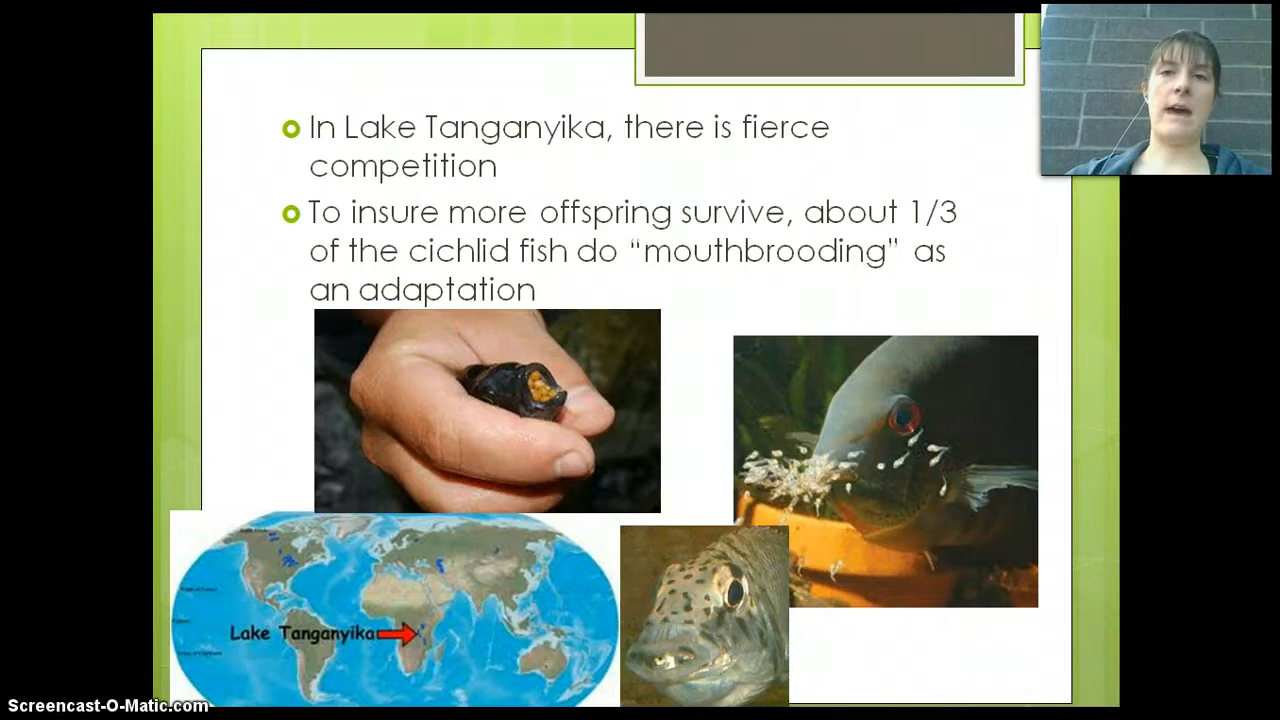 In Lake Tanganyika, there is fierce
competition
To insure more offspring survive, about 1/3
of the cichlid fish do “mouthbrooding” as
an adaptation
Lake Tanganyika
Screencast-O-Matic.com